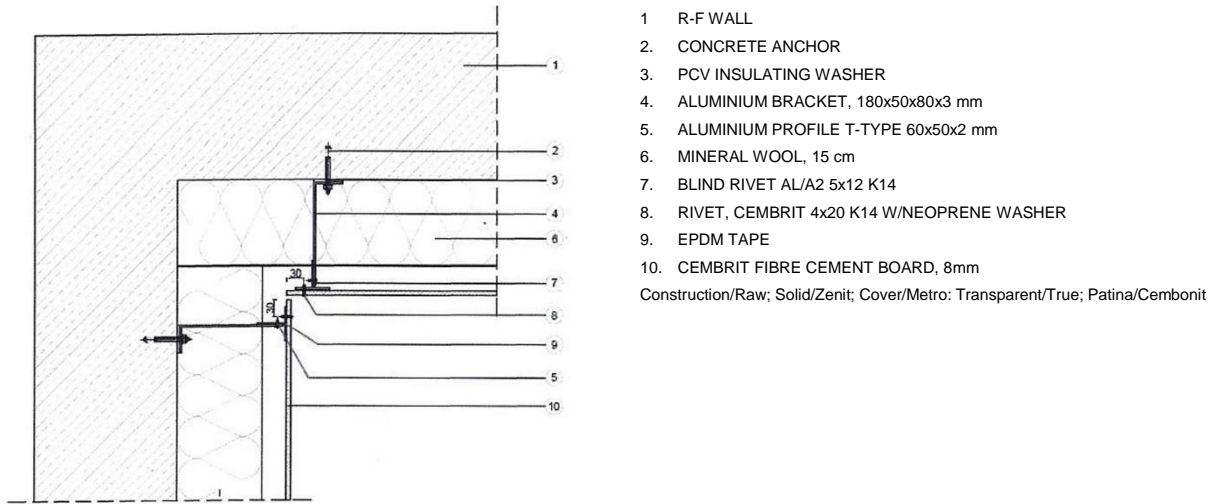 1
2
3
4
6
30
7
30
8
9
5
10
1 R-F WALL
2. CONCRETE ANCHOR
3. PCV INSULATING WASHER
4. ALUMINIUM BRACKET, 180x50x80x3 mm
5. ALUMINIUM PROFILE T-TYPE 60x50x2 mm
6. MINERAL WOOL, 15 cm
7. BLIND RIVET AL/A2 5x12 K14
8. RIVET, CEMBRIT 4x20 K14 W/NEOPRENE WASHER
9. EPDM TAPE
10. CEMBRIT FIBRE CEMENT BOARD, 8mm
Construction/Raw; Solid/Zenit; Cover/Metro: Transparent/True; Patina/Cembonit